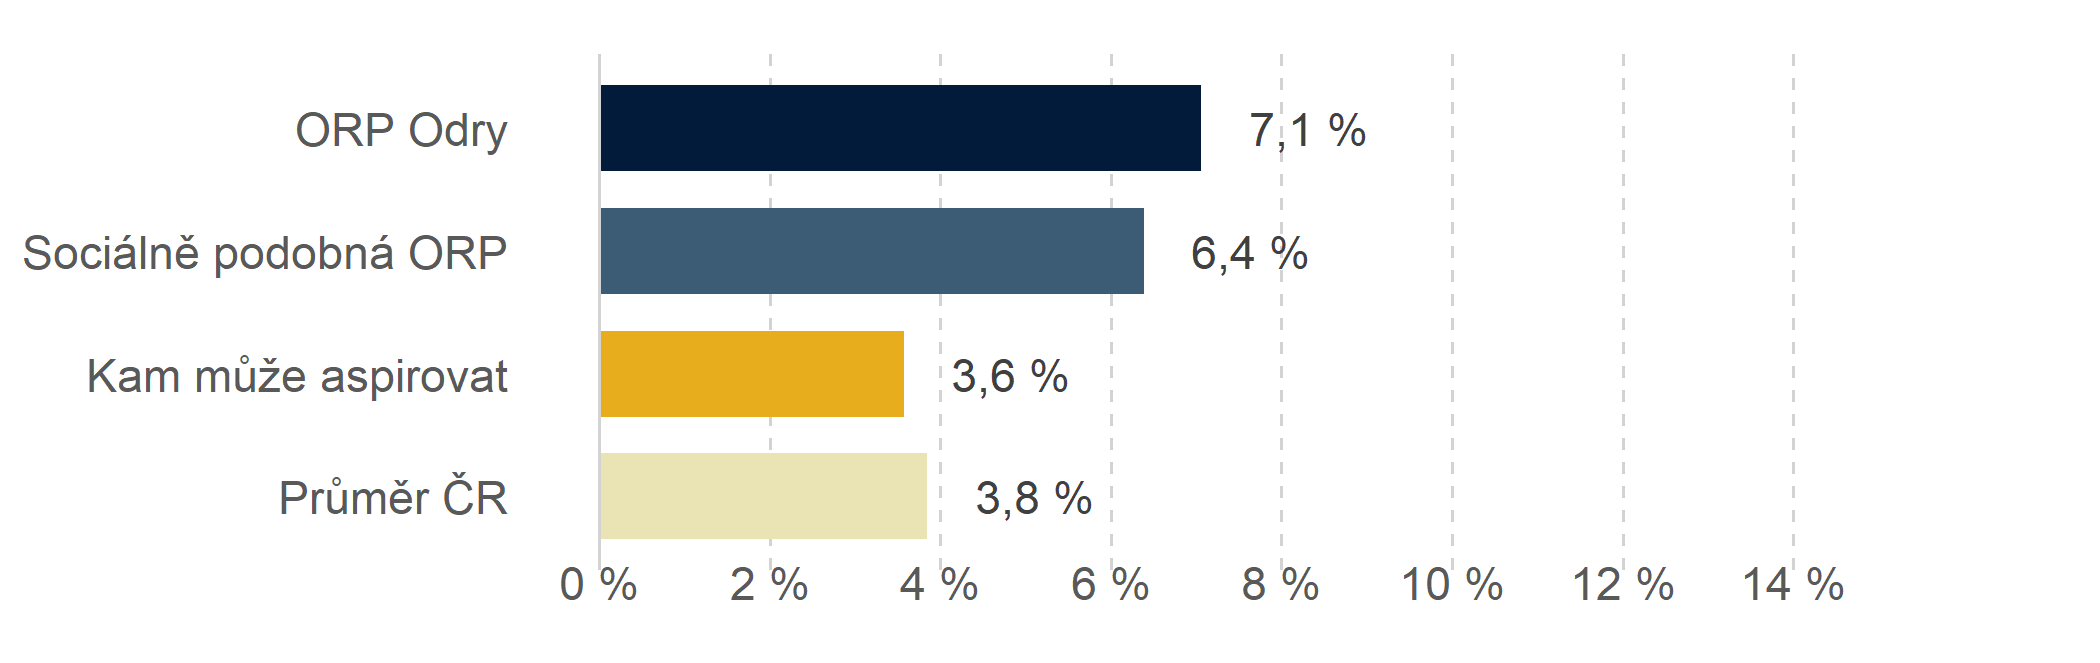 ORP Odry
7,1 %
Sociálně podobná ORP
6,4 %
Kam může aspirovat
3,6 %
Průměr ČR
3,8 %
0 % 2 % 4 % 6 % 8 % 10 % 12 % 14 %